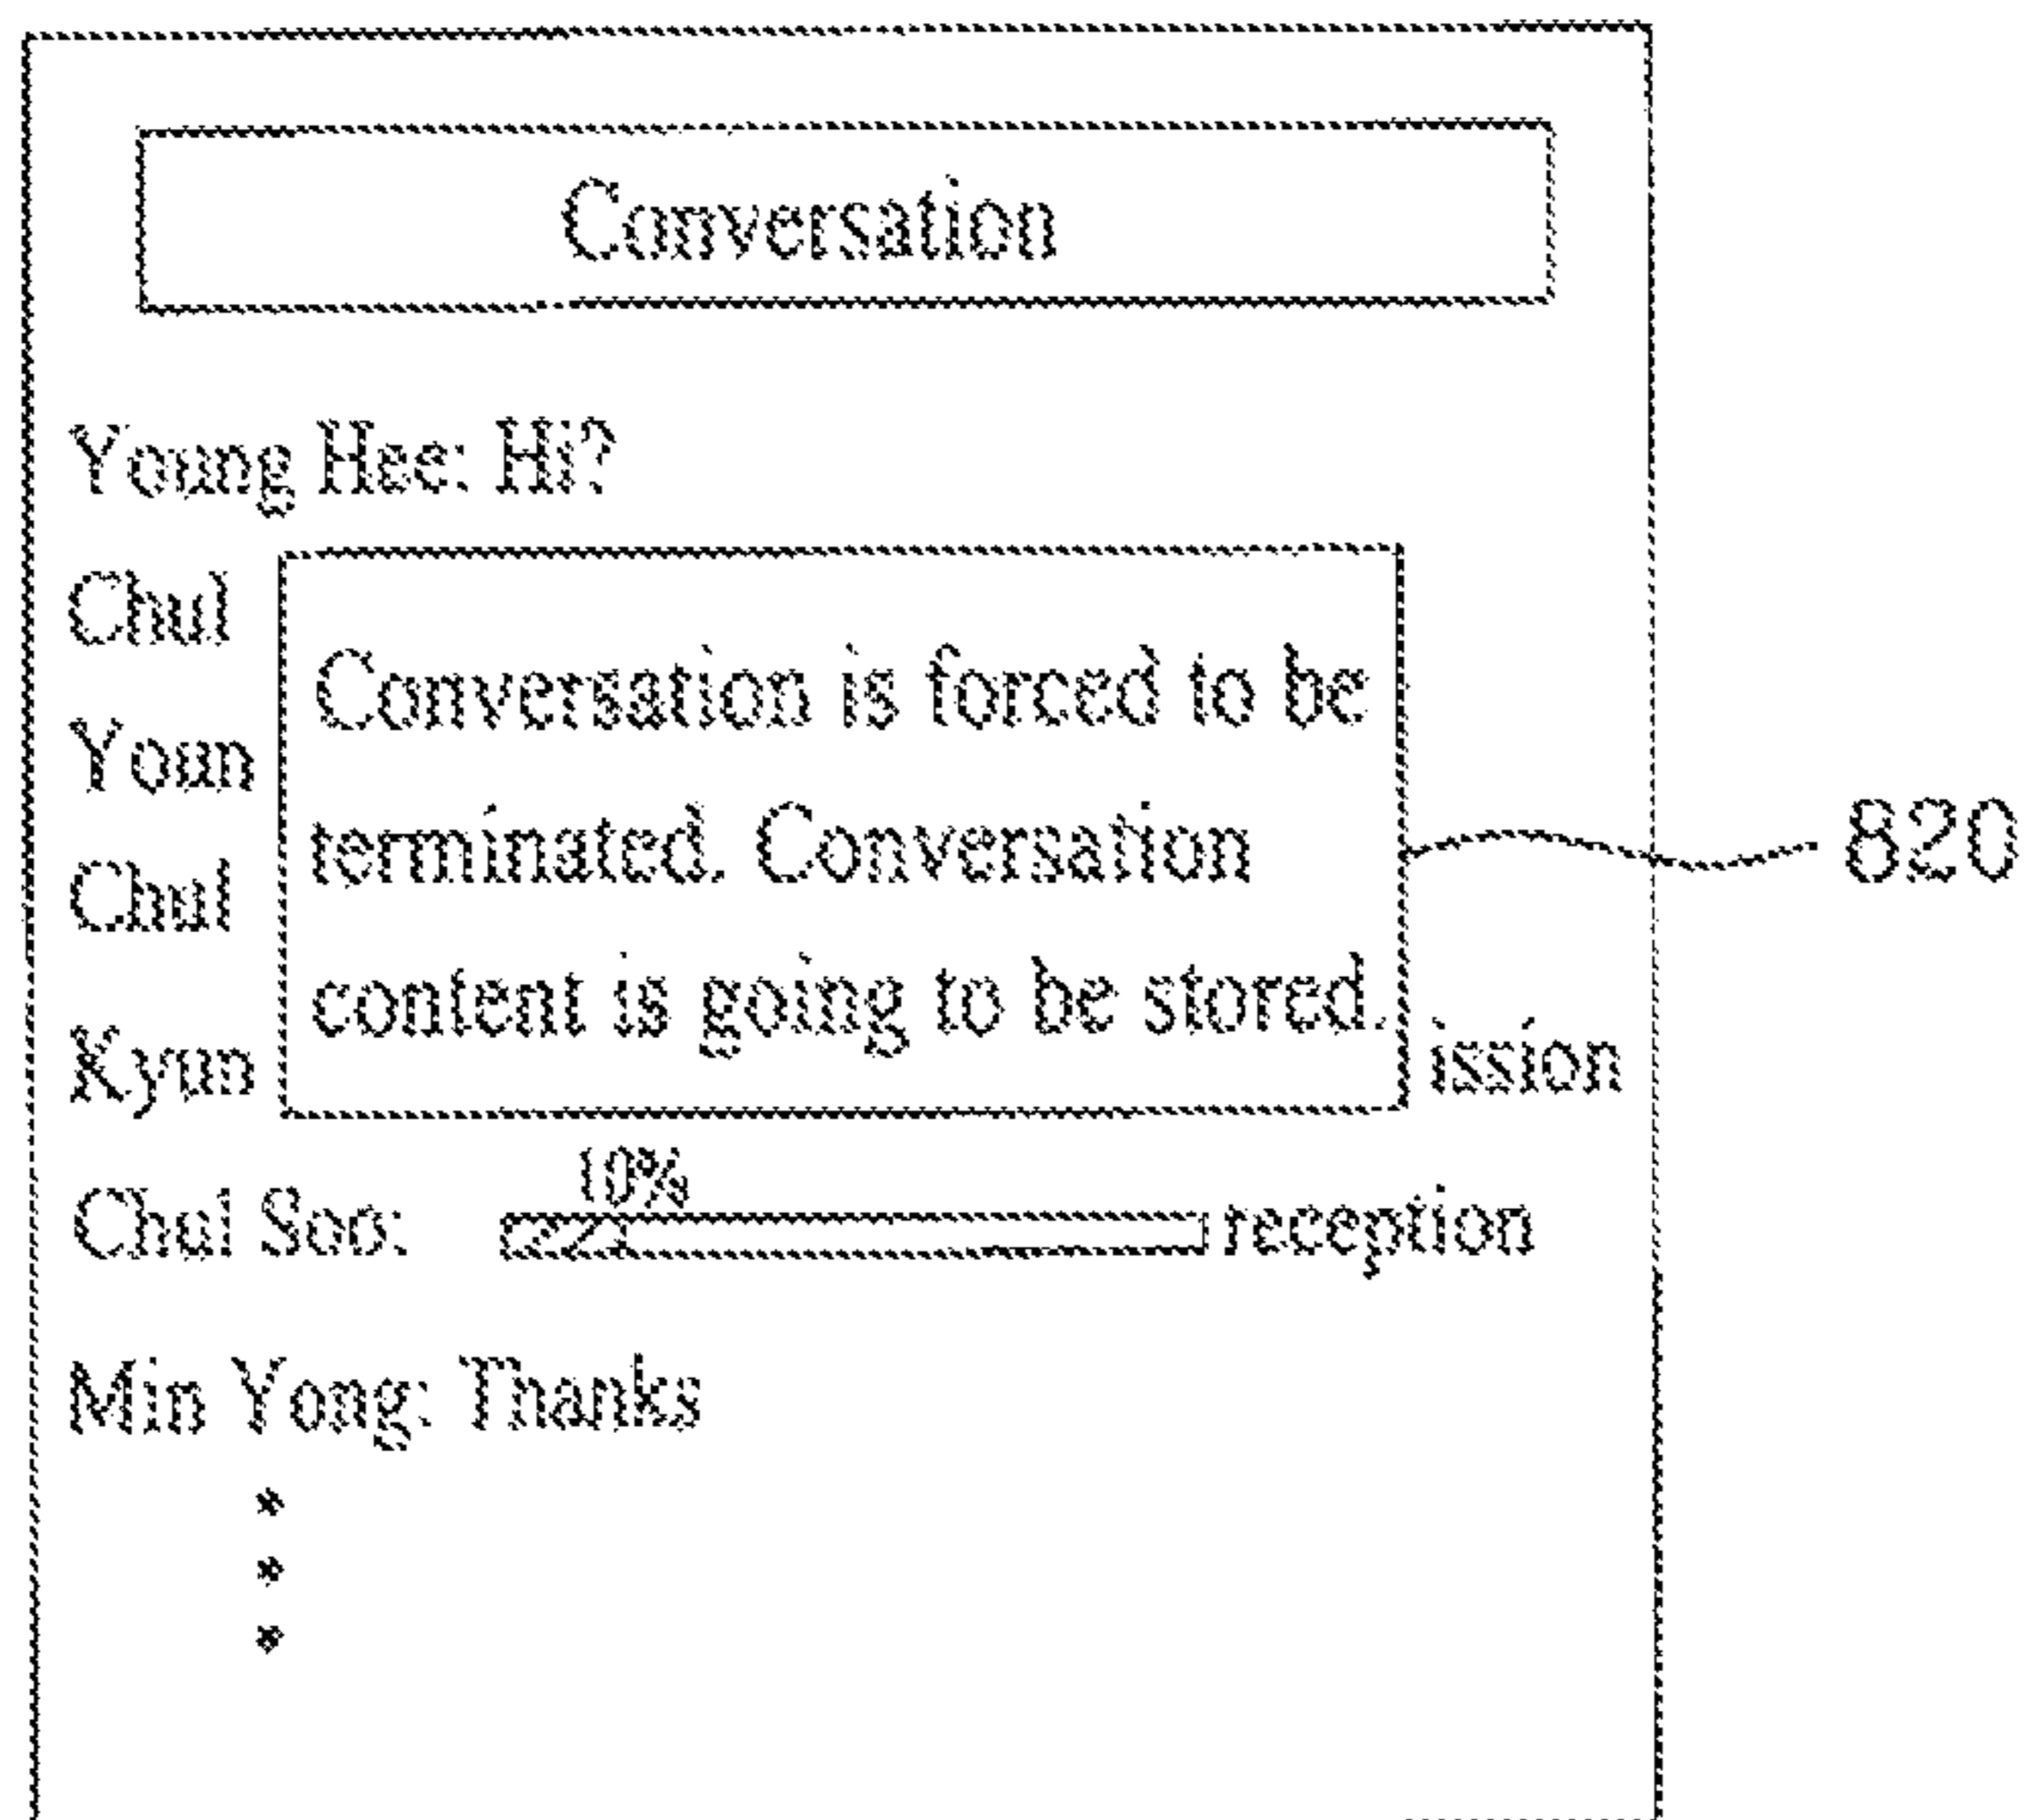 Conversation
Young Hee: Hi?
Chul
Conversation is forced to be
Youn
terminated. Conversation
820
Chul
content is going to be stored.
Kyun
ission
10%
Chul Soo: reception
Min Yong: Thanks